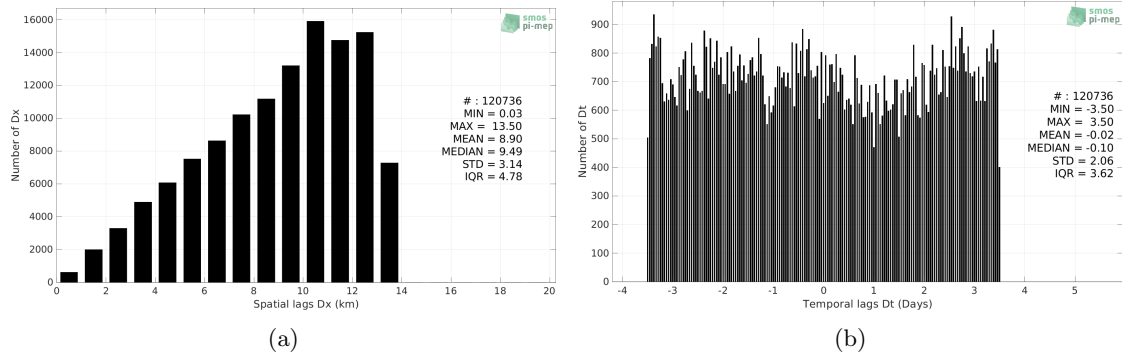 16000
14000
12000
10000
8000
6000
4000
2000
0
Number of Dx
0 2 4 6 8 10 12 14 16 18 20
Spatial lags Dx (km)
smos
pi-mep
# : 120736
MIN = 0.03
MAX = 13.50
MEAN = 8.90
MEDIAN = 9.49
STD = 3.14
IQR = 4.78
(a)
900
800
700
600
500
400
300
200
100
0
Number of Dt
-4 -3 -2 -1 0 1 2 3 4 5
Temporal lags Dt (Days)
smos
pi-mep
# : 120736
MIN = -3.50
MAX = 3.50
MEAN = -0.02
MEDIAN = -0.10
STD = 2.06
IQR = 3.62
(b)